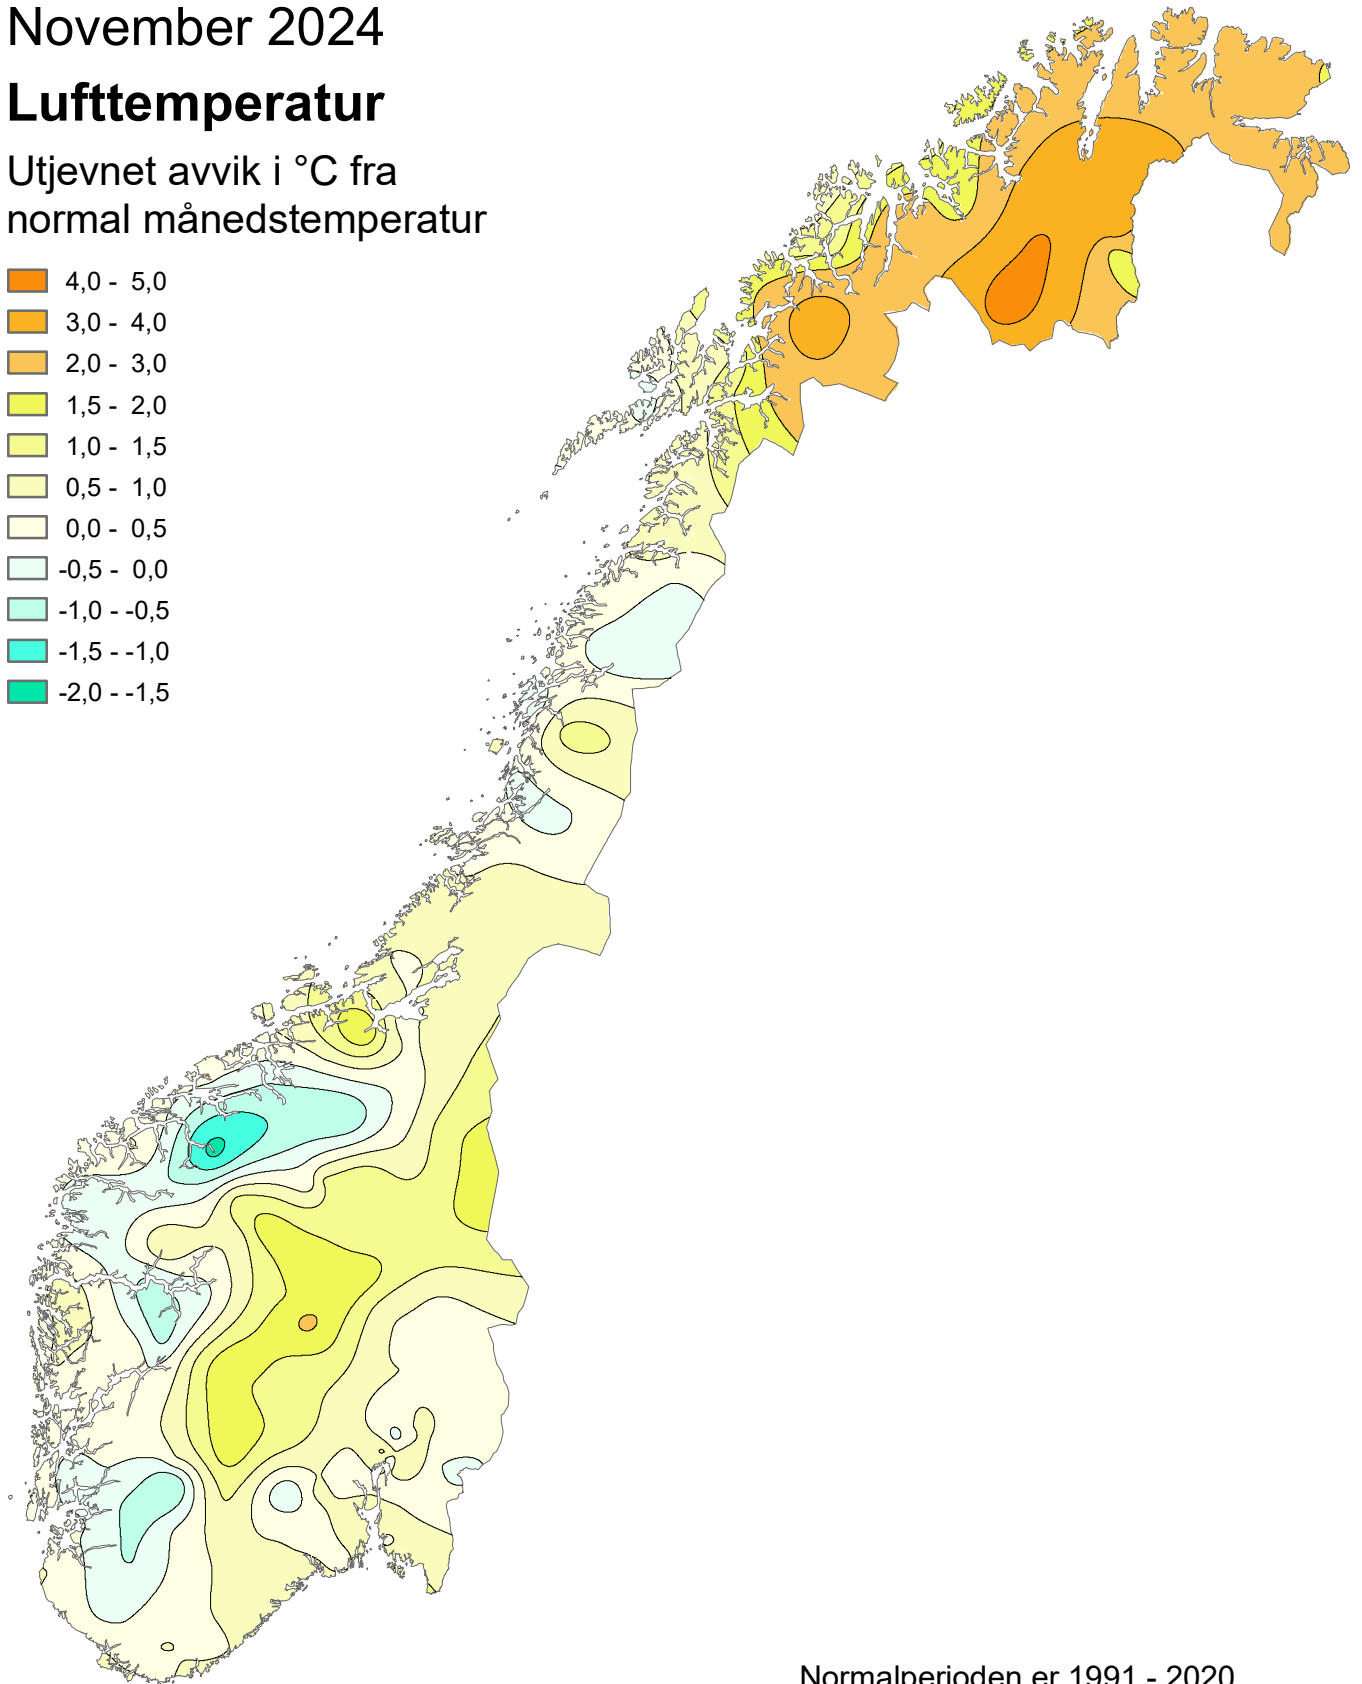 November 2024
Lufttemperatur
Utjevnet avvik i °C fra
normal månedstemperatur
4,0 - 5,0
3,0 - 4,0
2,0 - 3,0
1,5 - 2,0
1,0 - 1,5
0,5 - 1,0
0,0 - 0,5
-0,5 - 0,0
-1,0 - -0,5
-1,5 - -1,0
-2,0 - -1,5
Normalperioden er 1991 - 2020